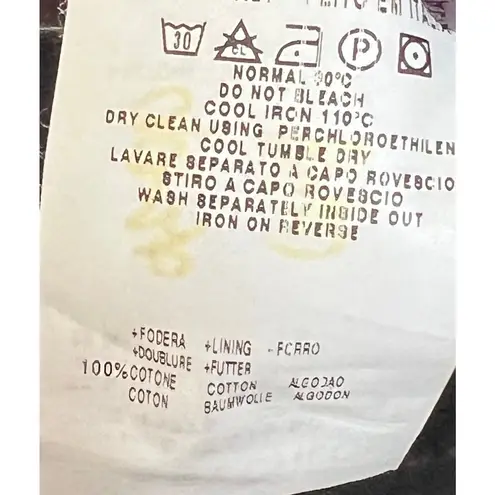 30 CL P
NORMAL 30°C
DO NOT BLEACH
COOL IRON 110°C
DRY CLEAN USING PERCHLOROETHILEN
COOL TUMBLE DRY
LAVARE SEPARATO A CAPO ROVESCIO
STIRO A CAPO ROVESCIO
WASH SEPARATELY INSIDE OUT
IRON ON REVERSE
+FODERA +LINING -FORRO
+DOUBLURE +FUTTER
100%COTONE COTTON ALGODAO
COTON BAUMWOLLE ALGODON